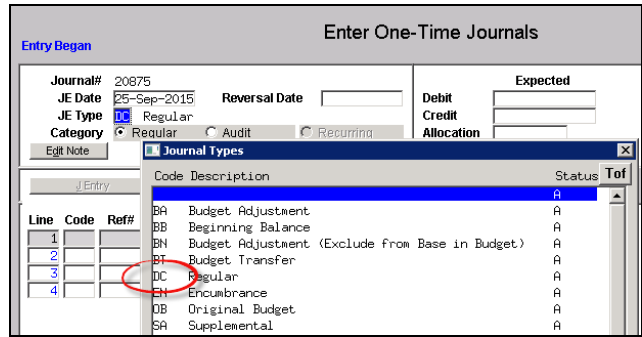 Enter One-Time Journals
Entry Began
Journal# 20875
JE Date 25-Sep-2015 Reversal Date
JE Type DC Regular
Category Regular Audit Recurring
Expected
Debit
Credit
Allocation
Edit Note
Journal Types
Code Description Status Tof
A
J Entry
Line Code Ref#
1
2
3
4
BA Budget Adjustment A
BB Beginning Balance A
BN Budget Adjustment (Exclude from Base in Budget) A
BT Budget Transfer A
DC Regular A
EN Encumbrance A
OB Original Budget A
SA Supplemental A